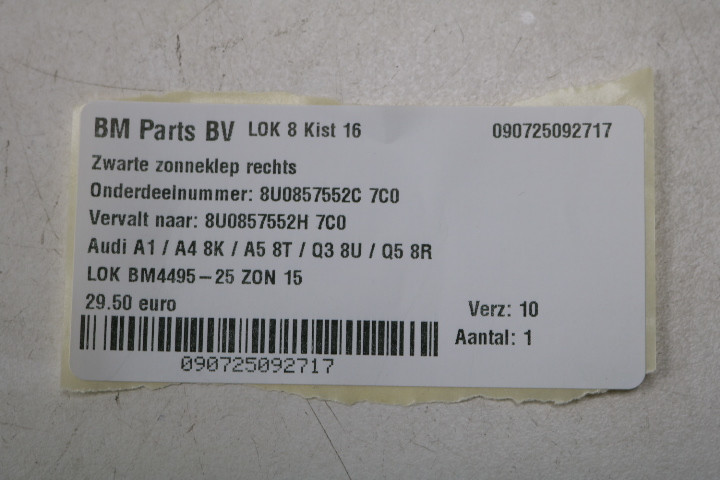 BM Parts BV LOK 8 Kist 16 090725092717
Zwarte zonneklep rechts
Onderdeelnummer: 8U0857552C 7C0
Vervalt naar: 8U0857552H 7C0
Audi A1 / A4 8K / A5 8T / Q3 8U / Q5 8R
LOK BM4495-25 ZON 15
29.50 euro Verz: 10
Aantal: 1
090725092717